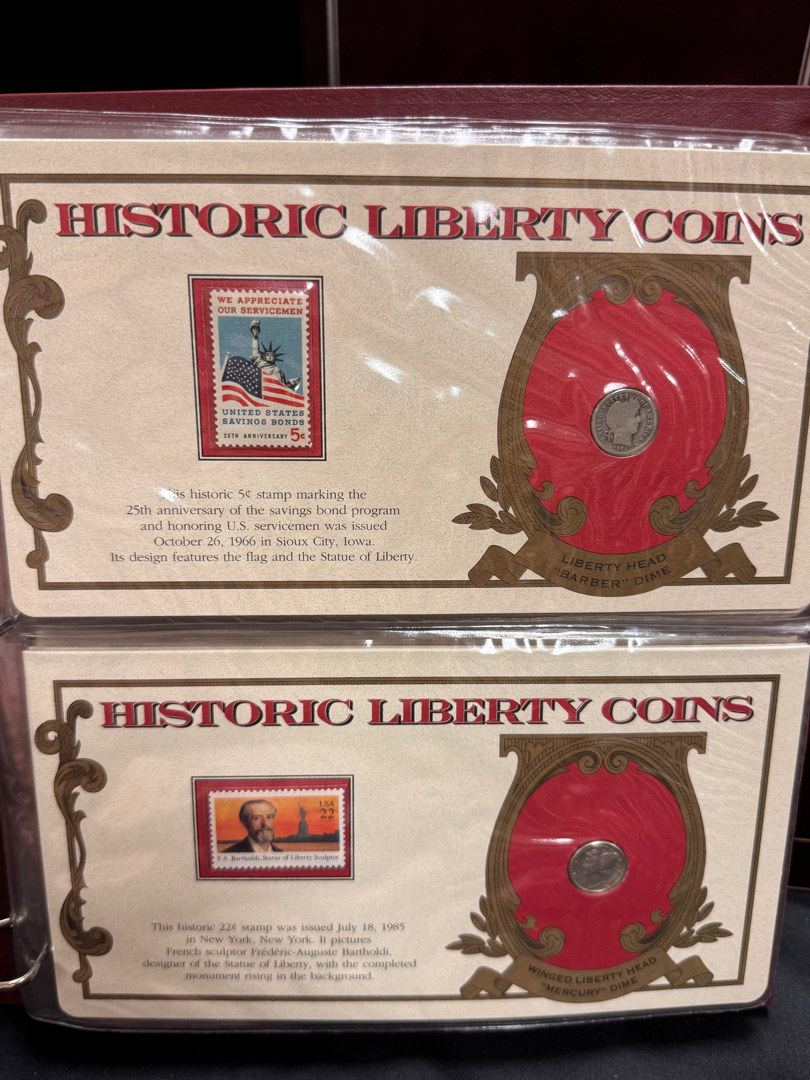 HISTORIC LIBERTY COINS
WE APPRECIATE
OUR SERVICEMEN
UNITED STATES
SAVINGS BONDS
25TH ANNIVERSARY 5¢
his historic 5¢ stamp marking the
25th anniversary of the savings bond program
and honoring U.S. servicemen was issued
October 26, 1966 in Sioux City, Iowa.
Its design features the flag and the Statue of Liberty.
LIBERTY HEAD
"BARBER" DIME
HISTORIC LIBERTY COINS
USA
22
F.A. Bartholdi, Statue of Liberty Sculptor
This historic 22¢ stamp was issued July 18, 1985
in New York, New York. It pictures
French sculptor Frédéric-Auguste Bartholdi,
designer of the Statue of Liberty, with the completed
monument rising in the background.
WINGED LIBERTY HEAD
"MERCURY" DIME